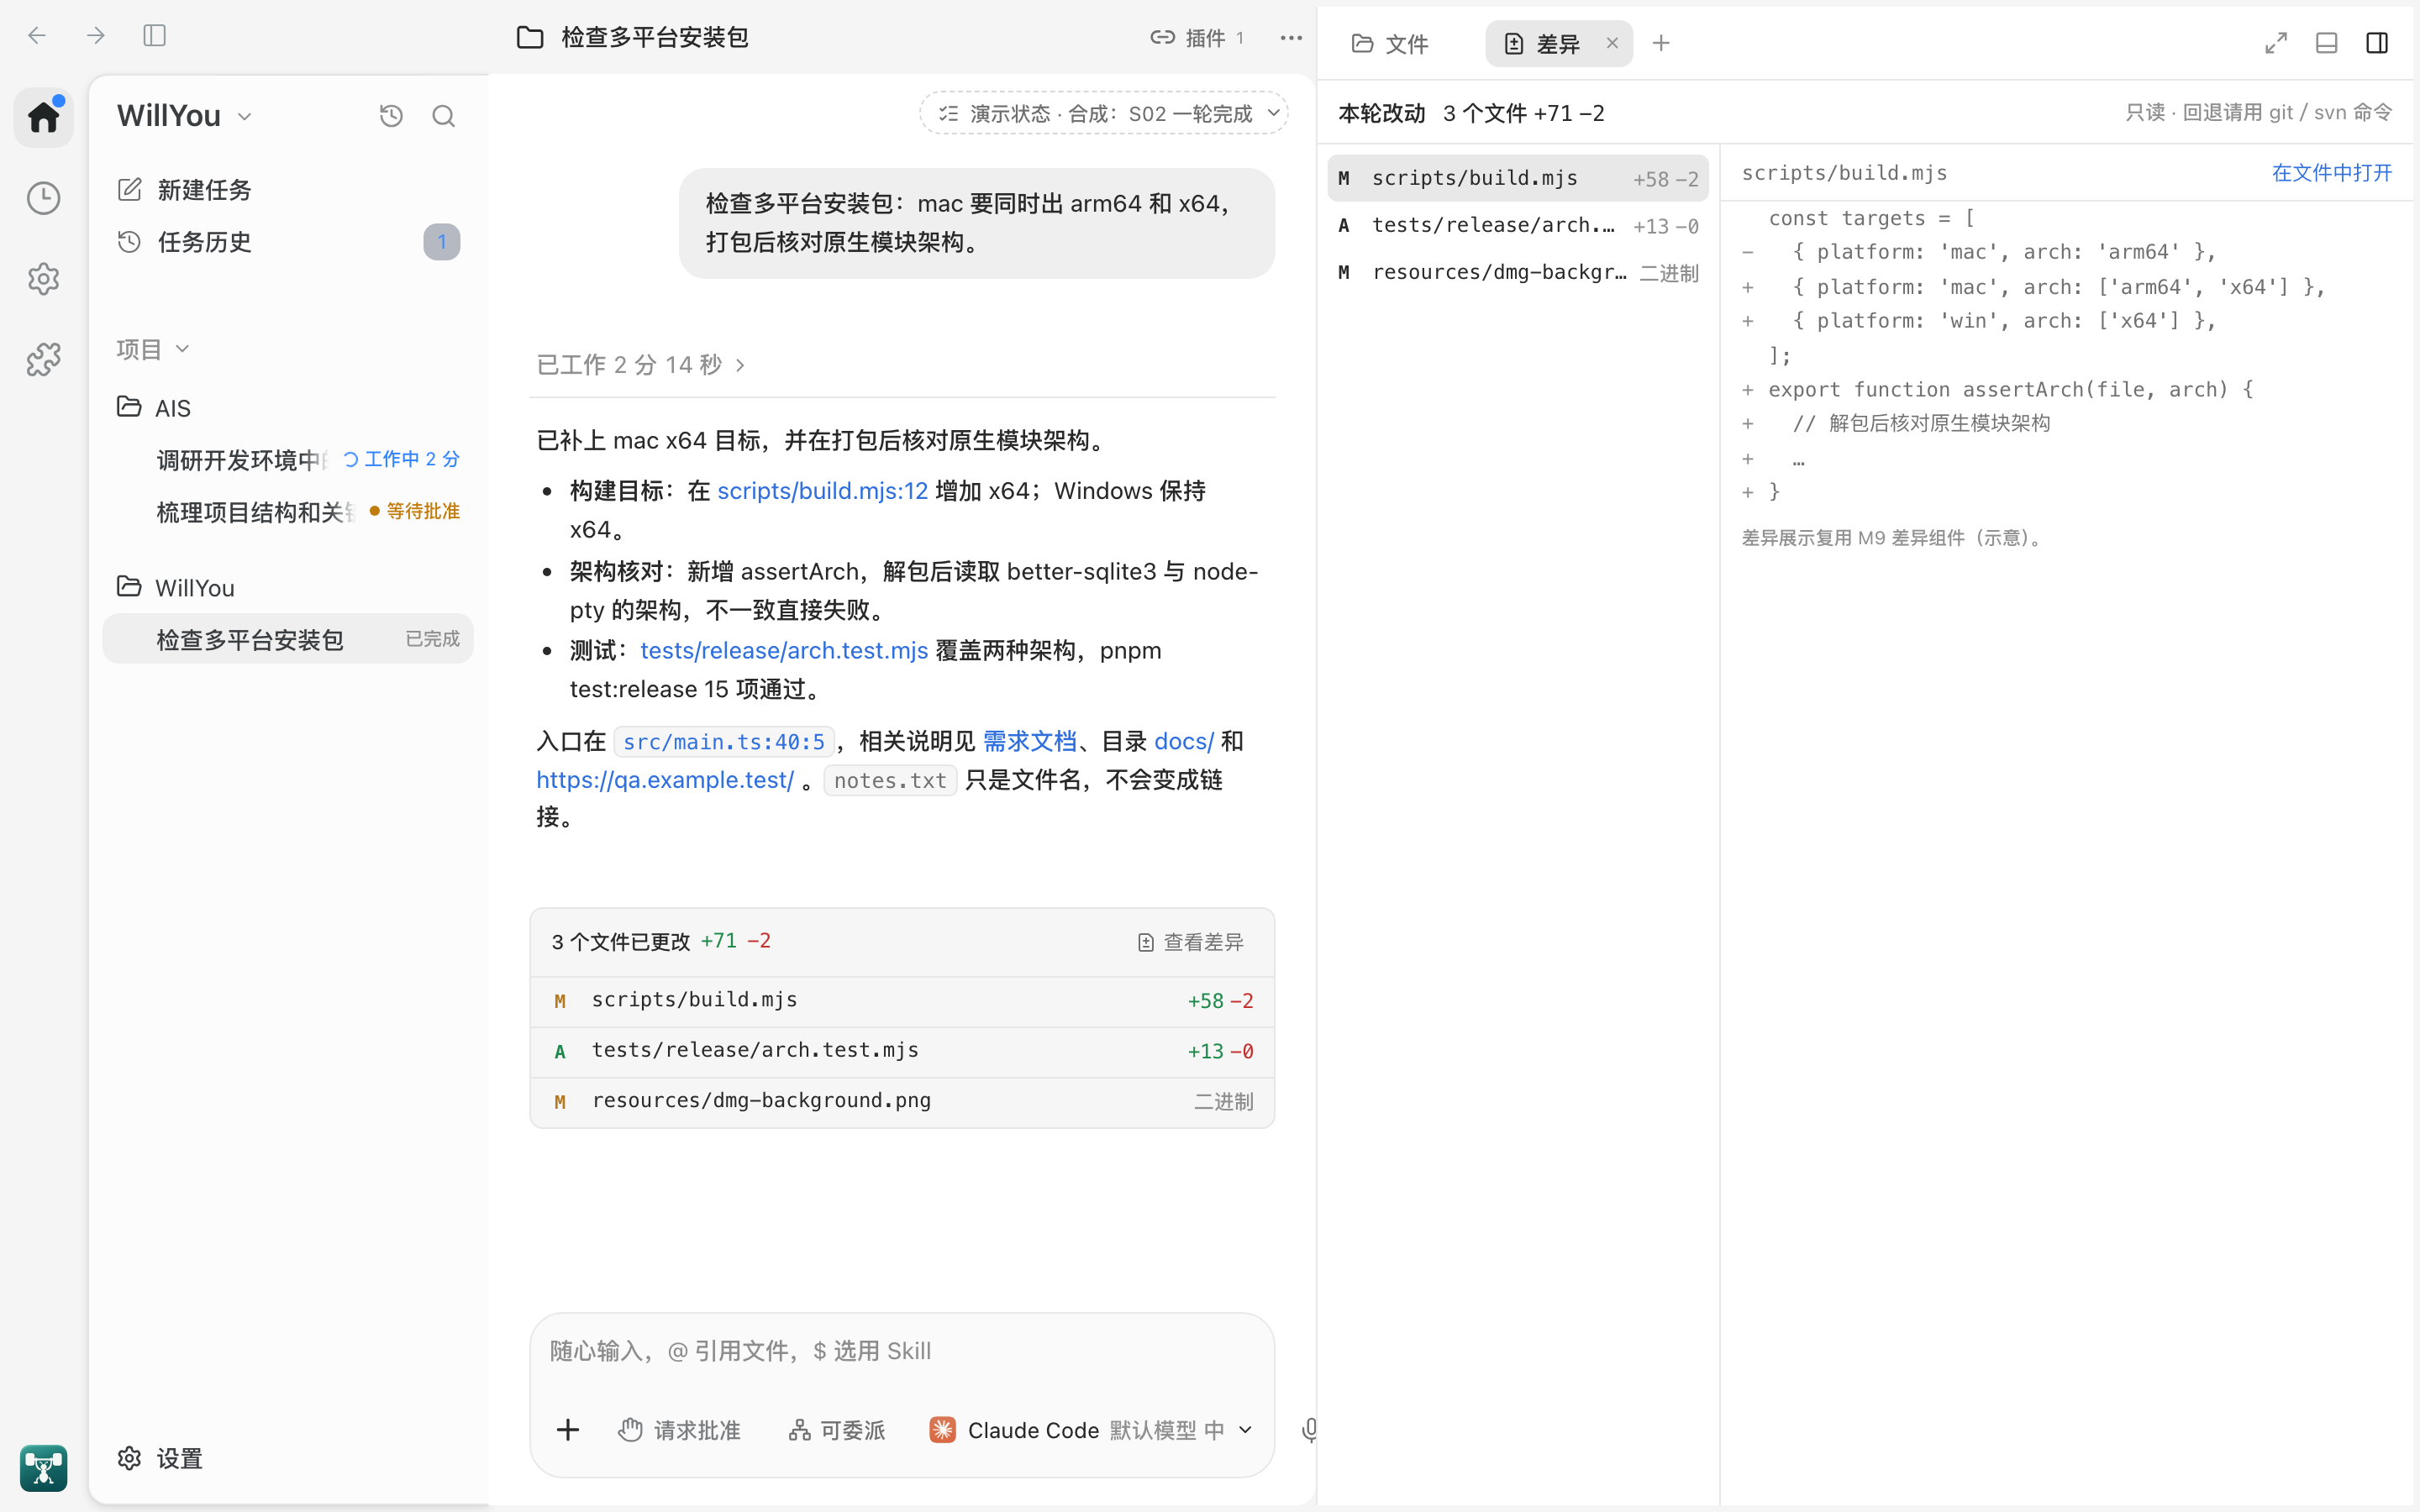 检查多平台安装包
插件 1
文件
差异
WillYou
演示状态 · 合成：S02 一轮完成
本轮改动 3 个文件 +71 −2
只读 · 回退请用 git / svn 命令
新建任务
任务历史 1
项目
AIS
调研开发环境中 工作中 2 分
梳理项目结构和关 等待批准
WillYou
检查多平台安装包 已完成
设置
检查多平台安装包：mac 要同时出 arm64 和 x64，
打包后核对原生模块架构。
已工作 2 分 14 秒
已补上 mac x64 目标，并在打包后核对原生模块架构。
构建目标：在 scripts/build.mjs:12 增加 x64；Windows 保持
x64。
架构核对：新增 assertArch，解包后读取 better-sqlite3 与 node-
pty 的架构，不一致直接失败。
测试：tests/release/arch.test.mjs 覆盖两种架构，pnpm
test:release 15 项通过。
入口在 src/main.ts:40:5，相关说明见 需求文档、目录 docs/ 和
https://qa.example.test/ 。notes.txt 只是文件名，不会变成链
接。
3 个文件已更改 +71 −2 查看差异
M scripts/build.mjs +58 −2
A tests/release/arch.test.mjs +13 −0
M resources/dmg-background.png 二进制
随心输入，@ 引用文件，$ 选用 Skill
请求批准 可委派 Claude Code 默认模型 中
M scripts/build.mjs +58 −2
A tests/release/arch.… +13 −0
M resources/dmg-backgr… 二进制
scripts/build.mjs 在文件中打开
const targets = [
− { platform: 'mac', arch: 'arm64' },
+ { platform: 'mac', arch: ['arm64', 'x64'] },
+ { platform: 'win', arch: ['x64'] },
];
+ export function assertArch(file, arch) {
+ // 解包后核对原生模块架构
+ …
+ }
差异展示复用 M9 差异组件（示意）。